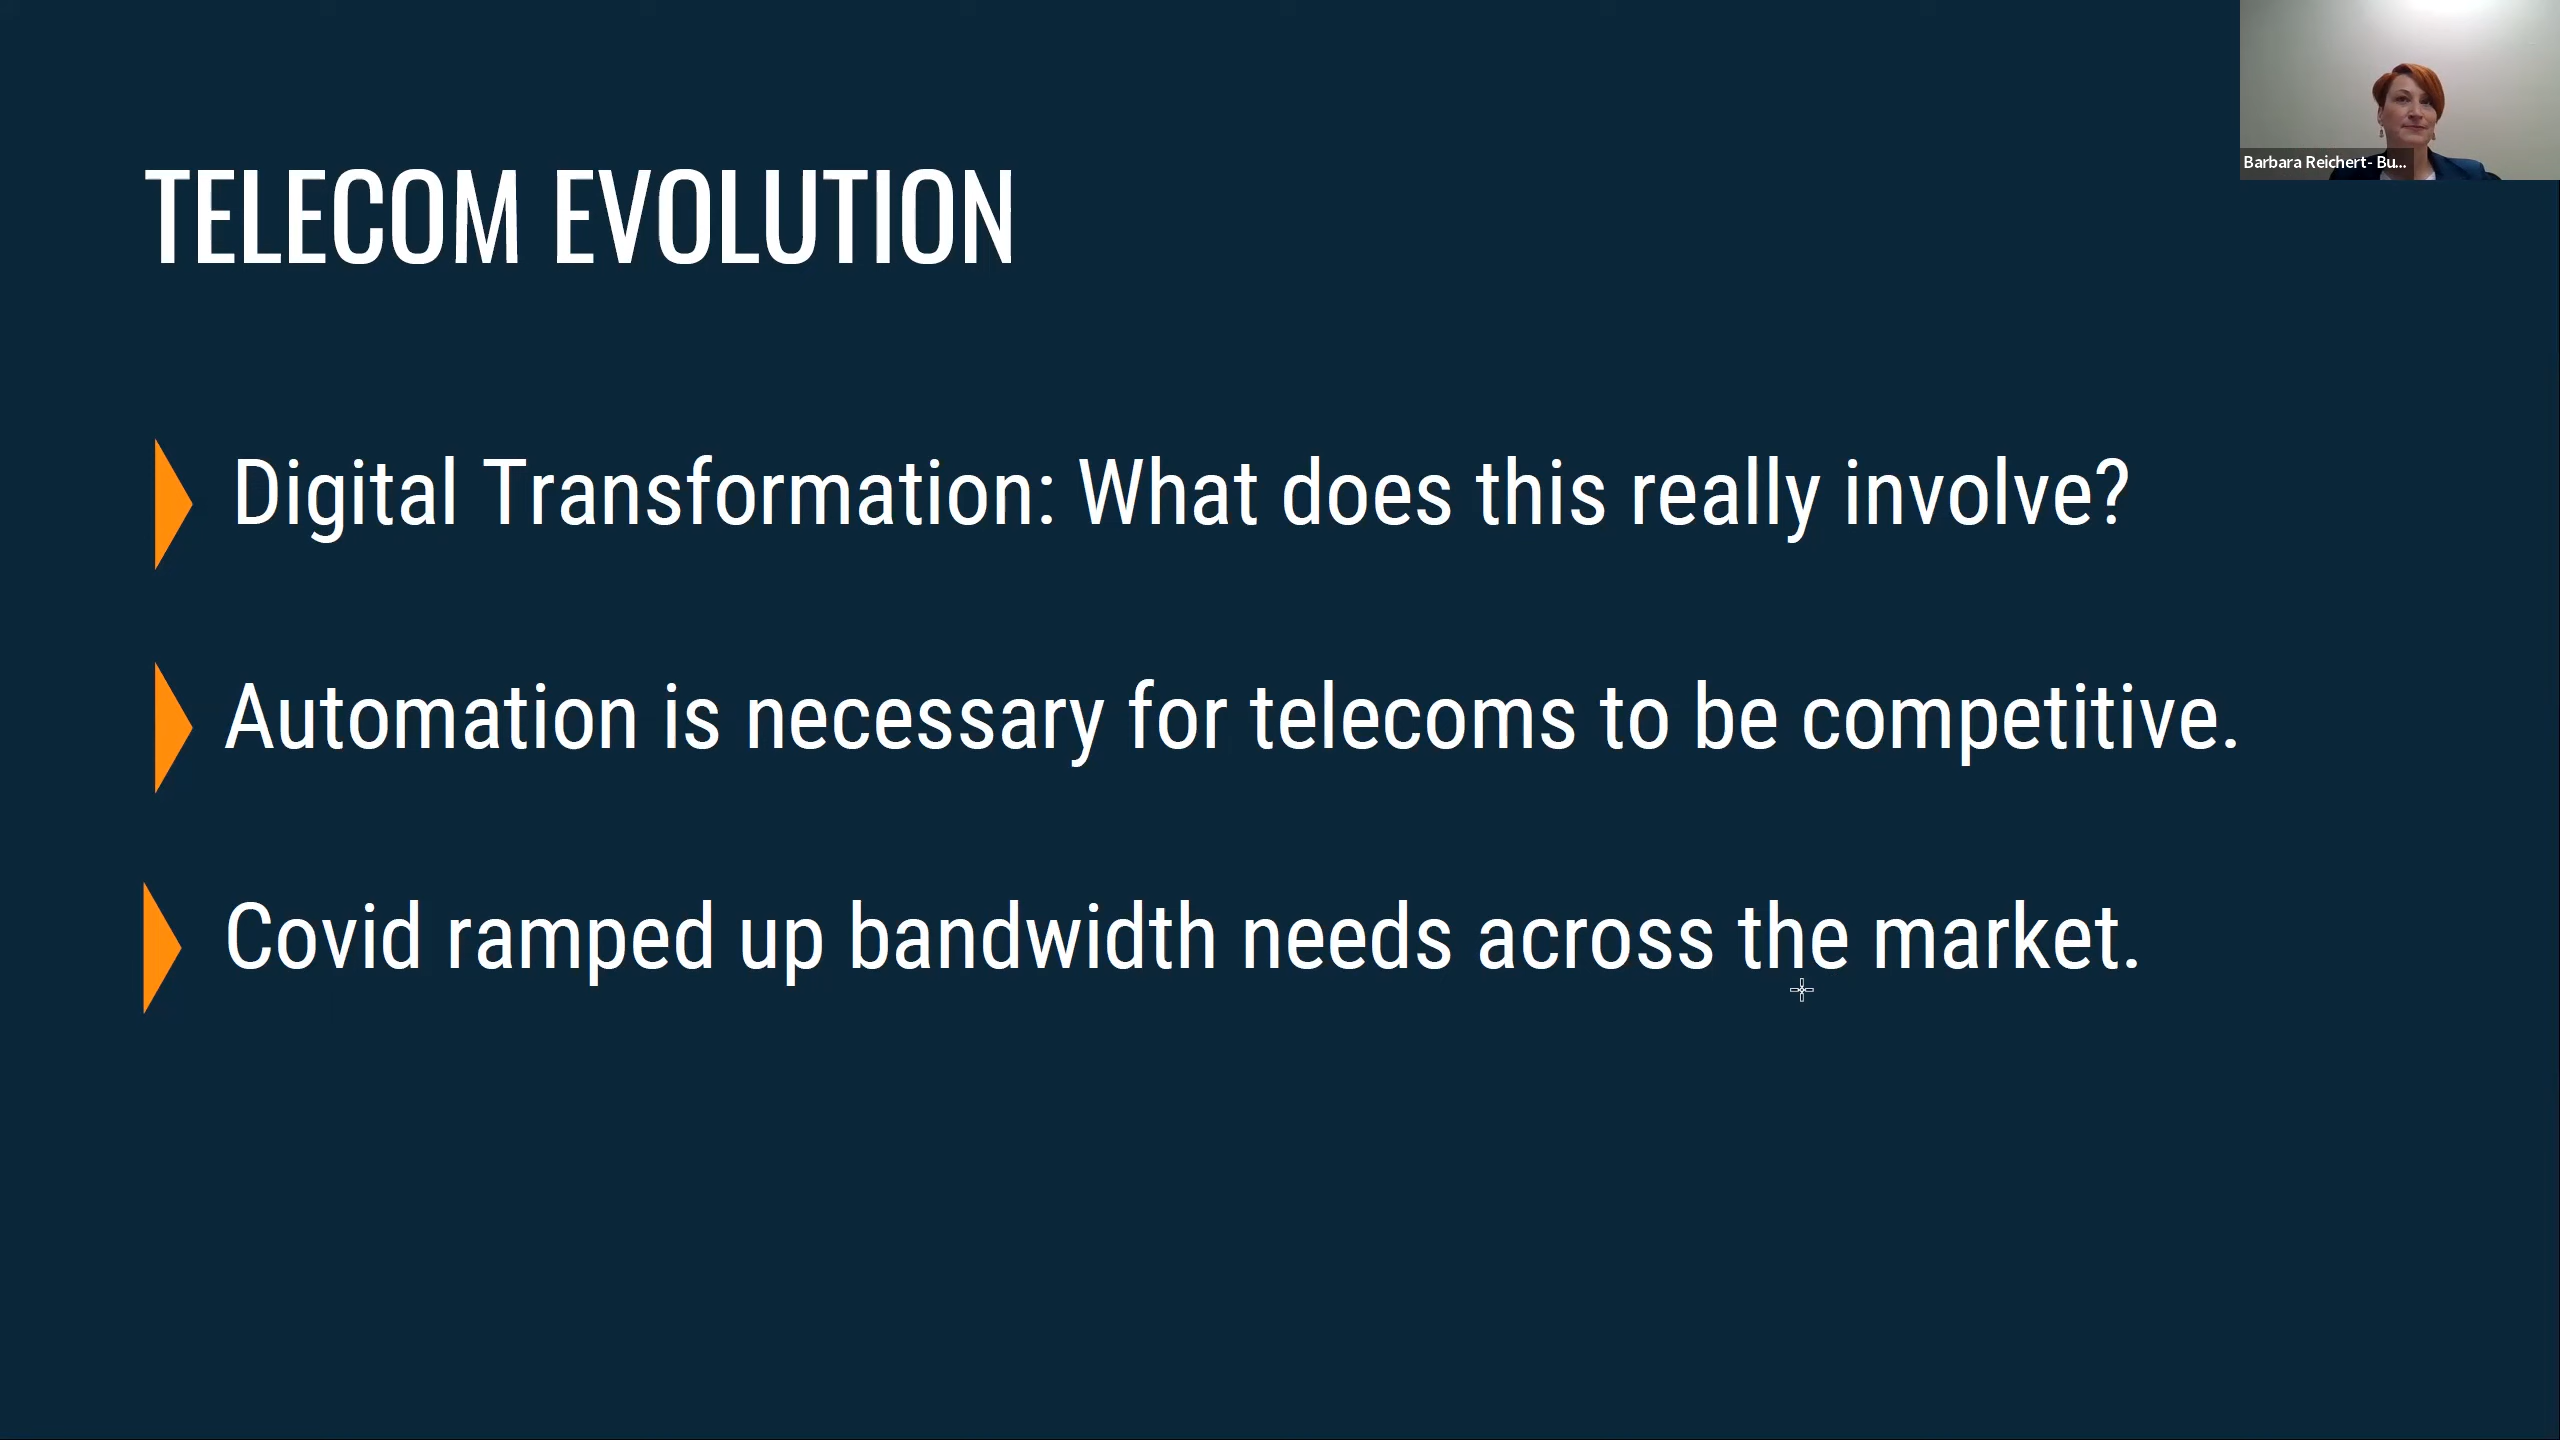 Barbara Reichert- Bu...
TELECOM EVOLUTION
Digital Transformation: What does this really involve?
Automation is necessary for telecoms to be competitive.
Covid ramped up bandwidth needs across the market.